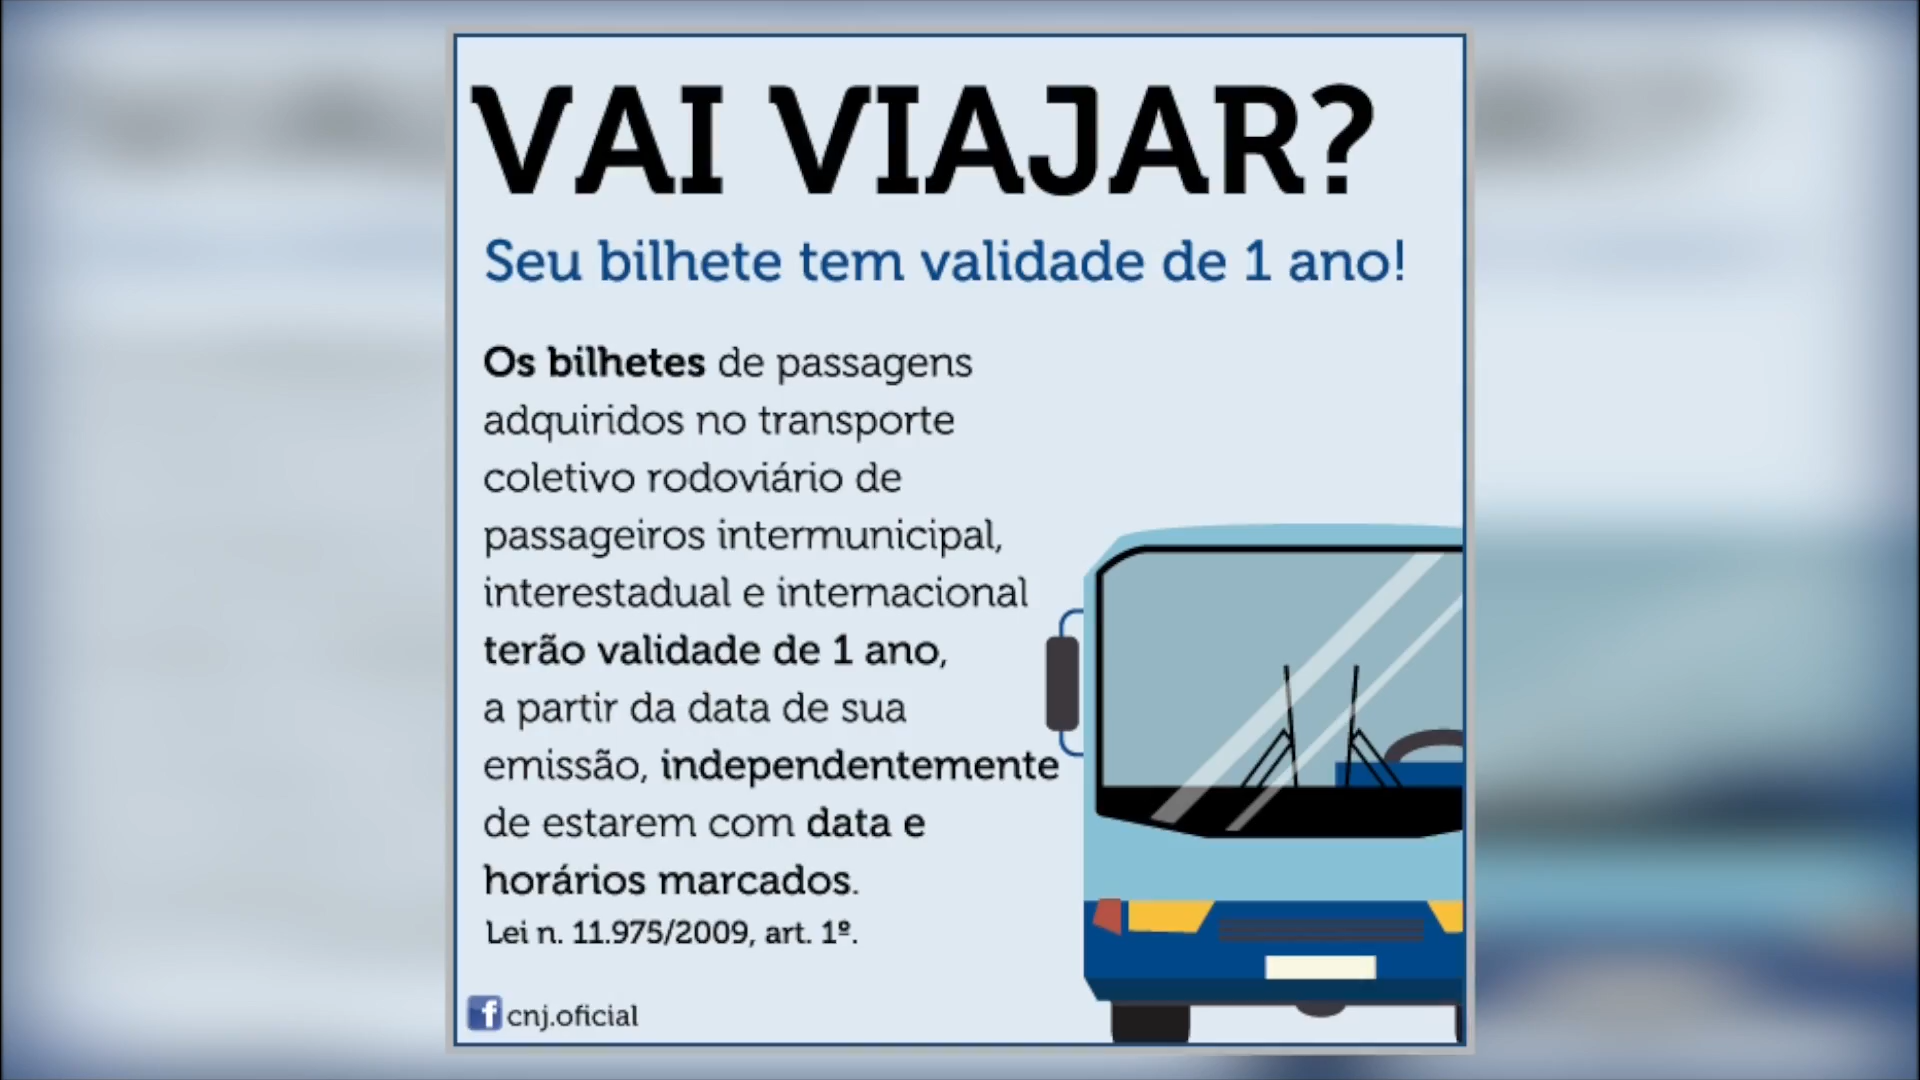 VAI VIAJAR?
Seu bilhete tem validade de 1 ano!
Os bilhetes de passagens
adquiridos no transporte
coletivo rodoviário de
passageiros intermunicipal,
interestadual e internacional
terão validade de 1 ano,
a partir da data de sua
emissão, independentemente
de estarem com data e
horários marcados.
Lei n. 11.975/2009, art. 1º.
f cnj.oficial